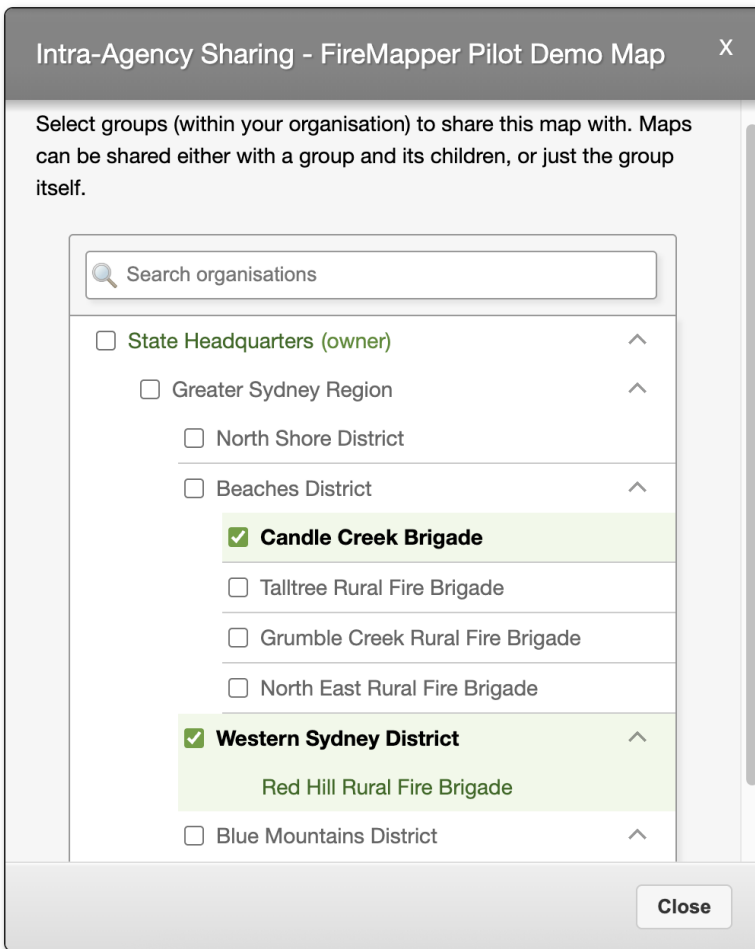 Intra-Agency Sharing - FireMapper Pilot Demo Map
X
Select groups (within your organisation) to share this map with. Maps
can be shared either with a group and its children, or just the group
itself.
Search organisations
State Headquarters (owner)
Greater Sydney Region
North Shore District
Beaches District
Candle Creek Brigade
Talltree Rural Fire Brigade
Grumble Creek Rural Fire Brigade
North East Rural Fire Brigade
Western Sydney District
Red Hill Rural Fire Brigade
Blue Mountains District
Close